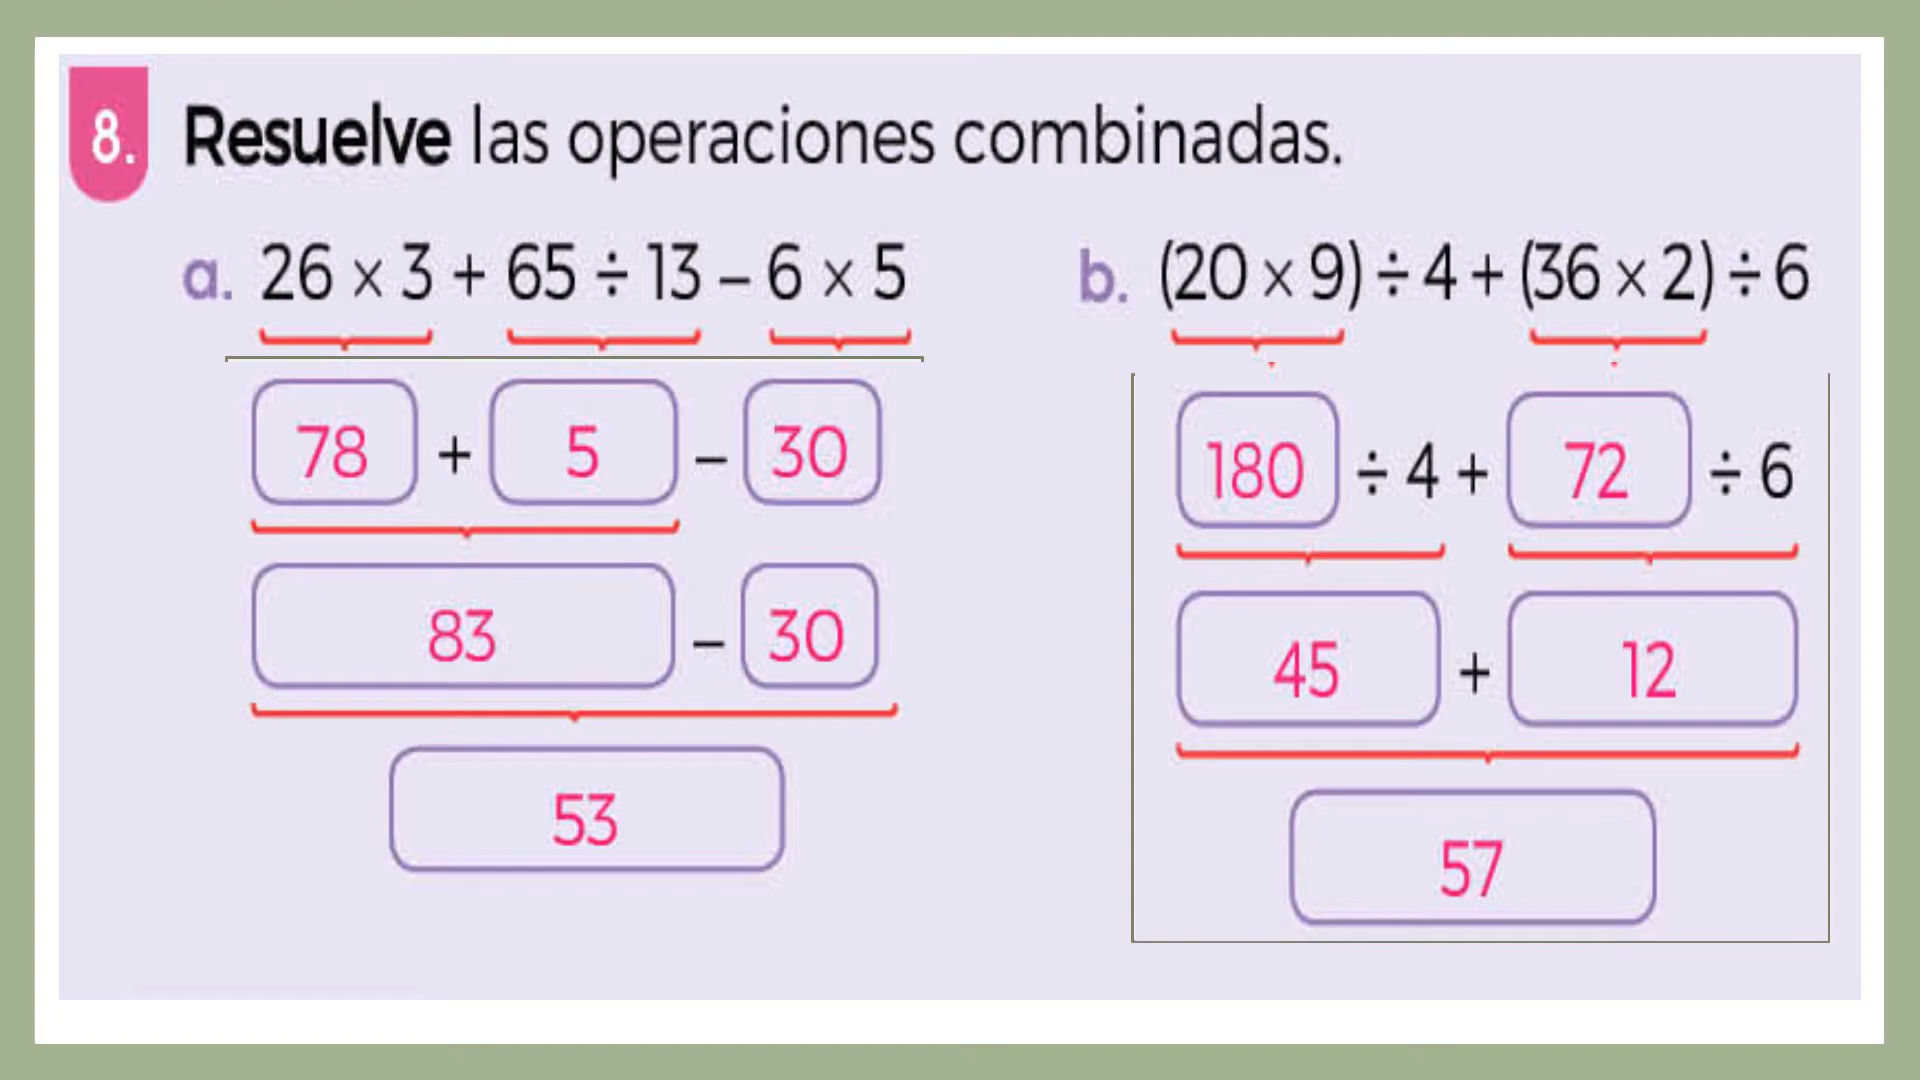 8. Resuelve las operaciones combinadas.
a. 26 × 3 + 65 ÷ 13 – 6 × 5
78 + 5 – 30
83 – 30
53
b. (20 × 9) ÷ 4 + (36 × 2) ÷ 6
180 ÷ 4 + 72 ÷ 6
45 + 12
57